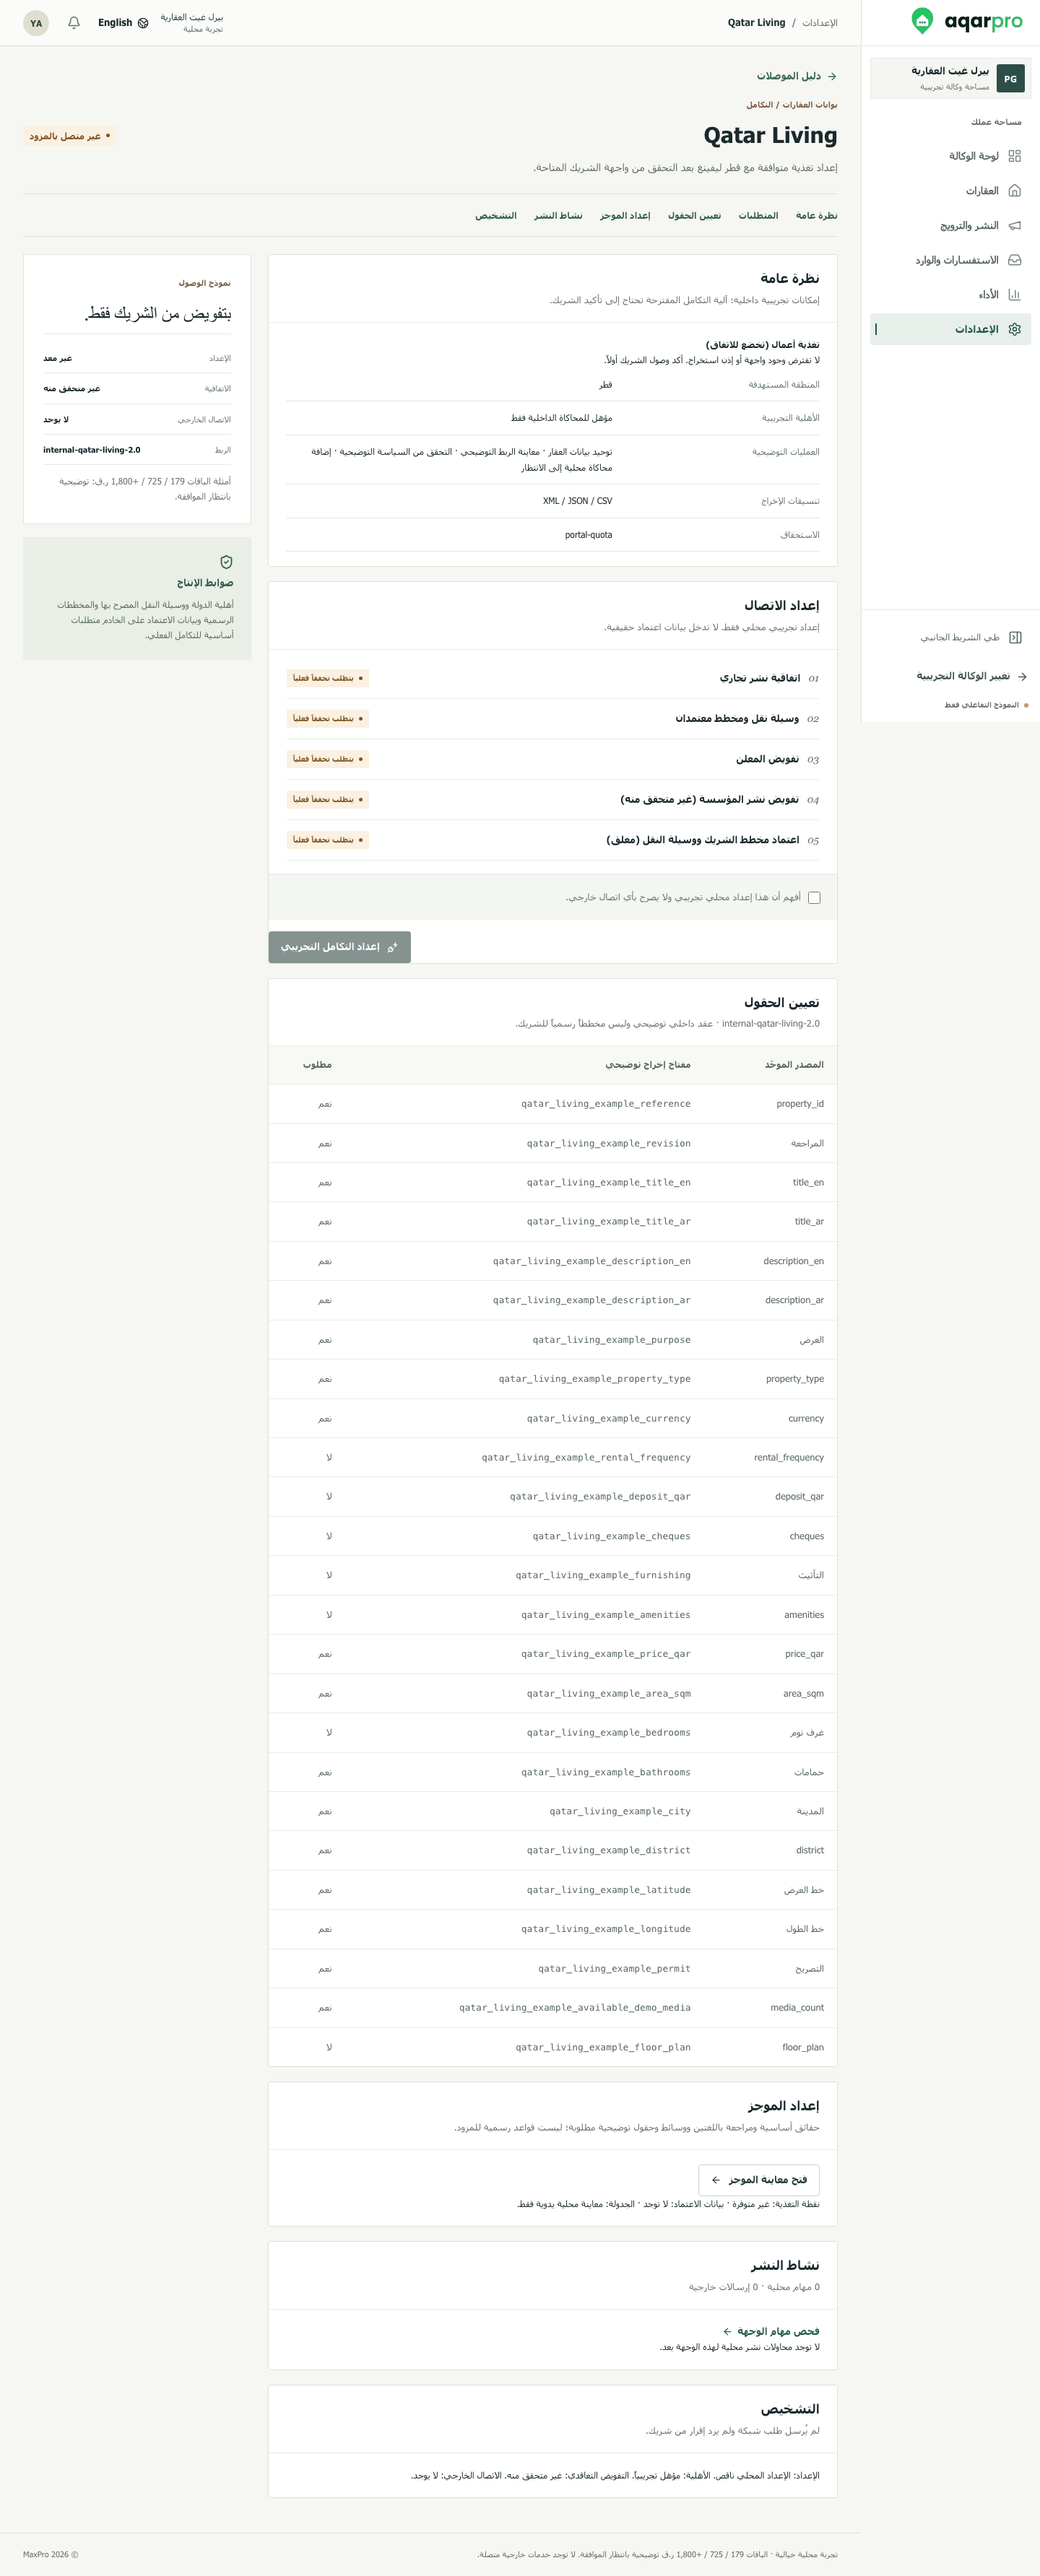 aqarpro
الإعدادات / Qatar Living
بيرل غيت العقارية
تجربة محلية
English
YA
PG
بيرل غيت العقارية
مساحة وكالة تجريبية
مساحة عملك
لوحة الوكالة
العقارات
النشر والترويج
الاستفسارات والوارد
الأداء
الإعدادات
طي الشريط الجانبي
تغيير الوكالة التجريبية
النموذج التفاعلي فقط
دليل الموصلات
بوابات العقارات / التكامل
Qatar Living
غير متصل بالمزود
إعداد تغذية متوافقة مع قطر ليفينغ بعد التحقق من واجهة الشريك المتاحة.
نظرة عامة
المتطلبات
تعيين الحقول
إعداد الموجز
نشاط النشر
التشخيص
نظرة عامة
إمكانات تجريبية داخلية؛ آلية التكامل المقترحة تحتاج إلى تأكيد الشريك.
تغذية أعمال (تخضع للاتفاق)
لا تفترض وجود واجهة أو إذن استخراج. أكد وصول الشريك أولاً.
المنطقة المستهدفة
قطر
الأهلية التجريبية
مؤهل للمحاكاة الداخلية فقط
العمليات التوضيحية
توحيد بيانات العقار · معاينة الربط التوضيحي · التحقق من السياسة التوضيحية · إضافة
محاكاة محلية إلى الانتظار
تنسيقات الإخراج
XML / JSON / CSV
الاستحقاق
portal-quota
نموذج الوصول
بتفويض من الشريك فقط.
الإعداد
غير معد
الاتفاقية
غير متحقق منه
الاتصال الخارجي
لا يوجد
الربط
internal-qatar-living-2.0
أمثلة الباقات 179 / 725 / +1,800 ر.ق: توضيحية
بانتظار الموافقة.
ضوابط الإنتاج
أهلية الدولة ووسيلة النقل المصرح بها والمخططات
الرسمية وبيانات الاعتماد على الخادم متطلبات
أساسية للتكامل الفعلي.
إعداد الاتصال
إعداد تجريبي محلي فقط. لا تدخل بيانات اعتماد حقيقية.
01 اتفاقية نشر تجاري
يتطلب تحققاً فعلياً
02 وسيلة نقل ومخطط معتمدان
يتطلب تحققاً فعلياً
03 تفويض المعلن
يتطلب تحققاً فعلياً
04 تفويض نشر المؤسسة (غير متحقق منه)
يتطلب تحققاً فعلياً
05 اعتماد مخطط الشريك ووسيلة النقل (معلق)
يتطلب تحققاً فعلياً
أفهم أن هذا إعداد محلي تجريبي ولا يصرح بأي اتصال خارجي.
إعداد التكامل التجريبي
تعيين الحقول
internal-qatar-living-2.0 · عقد داخلي توضيحي وليس مخططاً رسمياً للشريك.
المصدر الموحّد
مفتاح إخراج توضيحي
مطلوب
property_id qatar_living_example_reference نعم
المراجعة qatar_living_example_revision نعم
title_en qatar_living_example_title_en نعم
title_ar qatar_living_example_title_ar نعم
description_en qatar_living_example_description_en نعم
description_ar qatar_living_example_description_ar نعم
الغرض qatar_living_example_purpose نعم
property_type qatar_living_example_property_type نعم
currency qatar_living_example_currency نعم
rental_frequency qatar_living_example_rental_frequency لا
deposit_qar qatar_living_example_deposit_qar لا
cheques qatar_living_example_cheques لا
التأثيث qatar_living_example_furnishing لا
amenities qatar_living_example_amenities لا
price_qar qatar_living_example_price_qar نعم
area_sqm qatar_living_example_area_sqm نعم
غرف نوم qatar_living_example_bedrooms لا
حمامات qatar_living_example_bathrooms نعم
المدينة qatar_living_example_city نعم
district qatar_living_example_district نعم
خط العرض qatar_living_example_latitude نعم
خط الطول qatar_living_example_longitude نعم
التصريح qatar_living_example_permit نعم
media_count qatar_living_example_available_demo_media نعم
floor_plan qatar_living_example_floor_plan لا
إعداد الموجز
حقائق أساسية ومراجعة باللغتين ووسائط وحقول توضيحية مطلوبة؛ ليست قواعد رسمية للمزود.
فتح معاينة الموجز
نقطة التغذية: غير متوفرة · بيانات الاعتماد: لا توجد · الجدولة: معاينة محلية يدوية فقط.
نشاط النشر
0 مهام محلية · 0 إرسالات خارجية
فحص مهام الوجهة
لا توجد محاولات نشر محلية لهذه الوجهة بعد.
التشخيص
لم يُرسل طلب شبكة ولم يرد إقرار من شريك.
الإعداد: الإعداد المحلي ناقص. الأهلية: مؤهل تجريبياً. التفويض التعاقدي: غير متحقق منه. الاتصال الخارجي: لا يوجد.
تجربة محلية خيالية · الباقات 179 / 725 / +1,800 ر.ق توضيحية بانتظار الموافقة. لا توجد خدمات خارجية متصلة.
© 2026 MaxPro